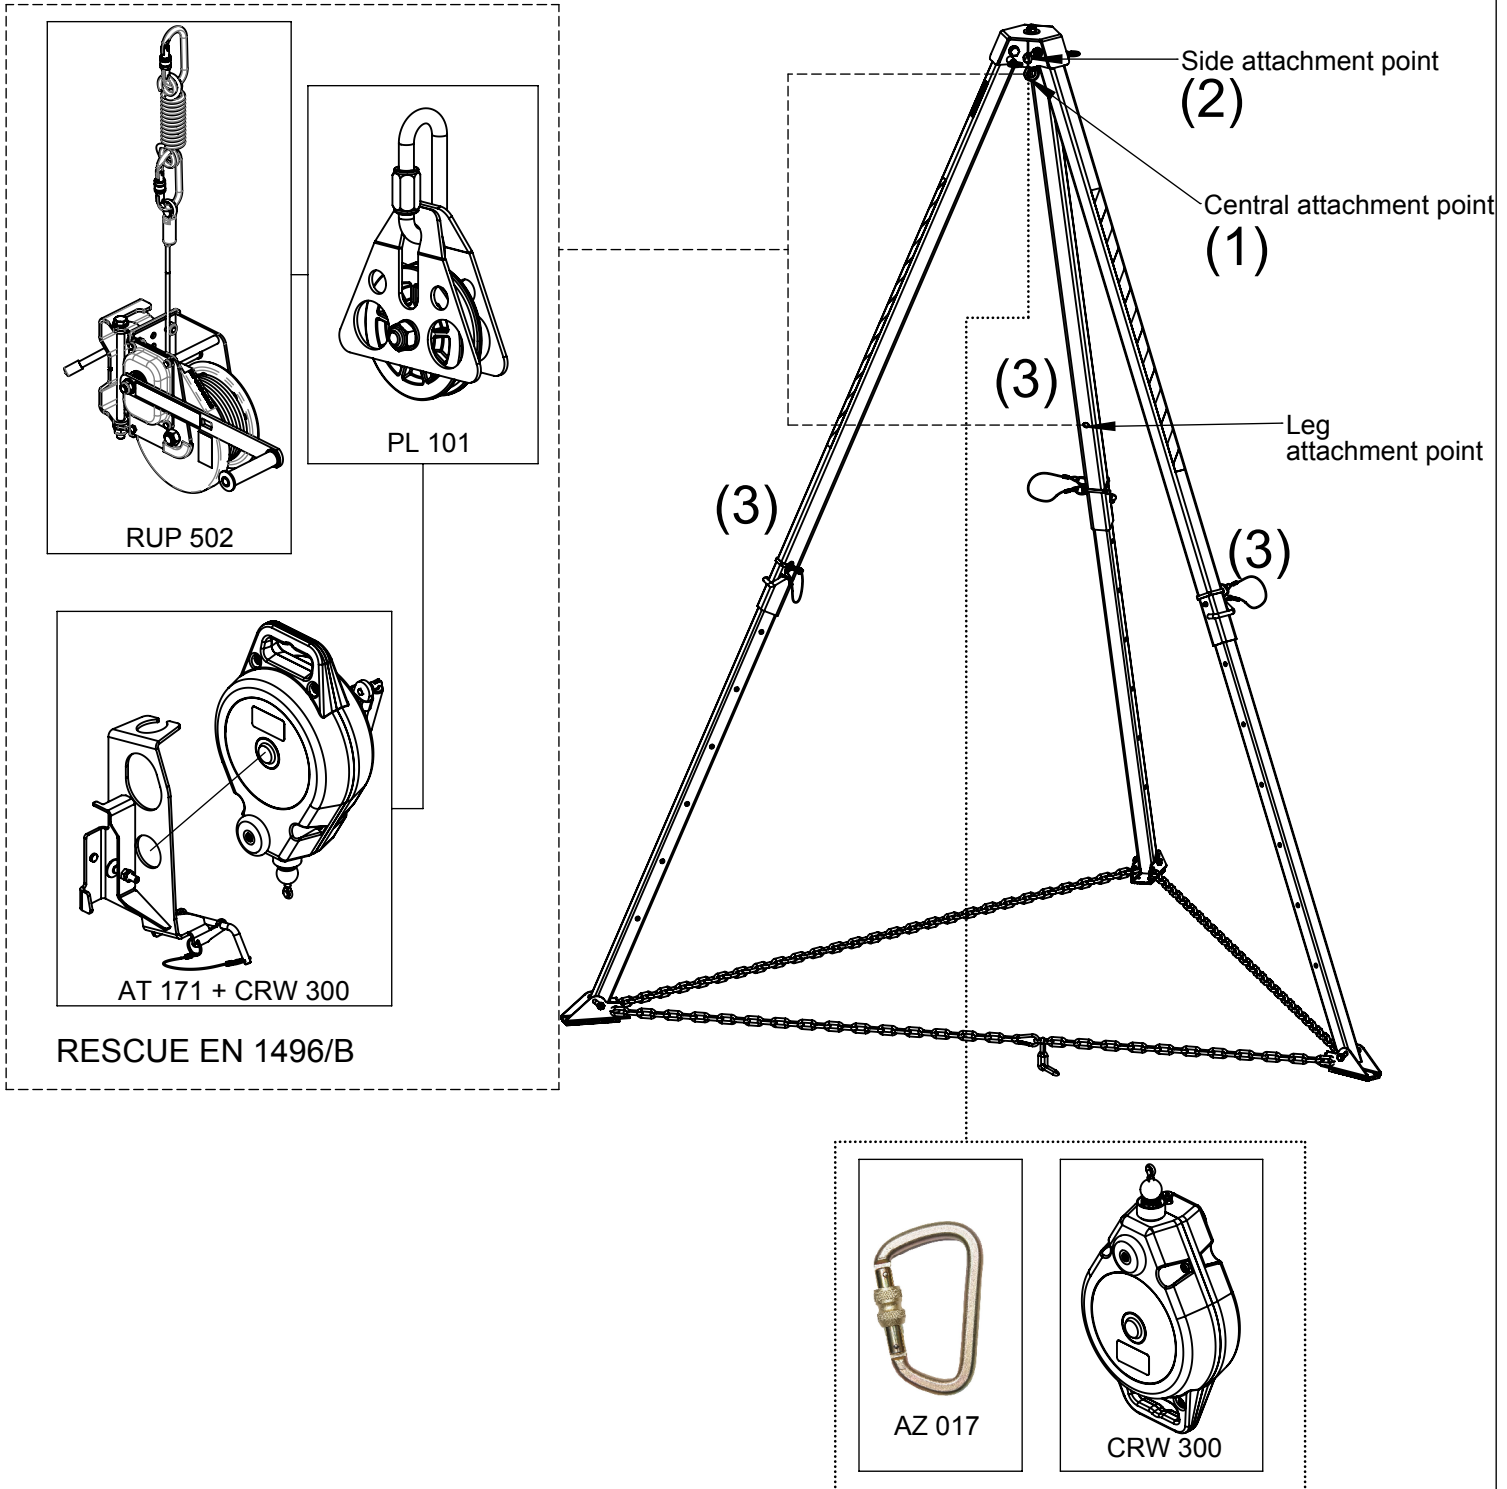 Side attachment point
(2)
Central attachment point
(1)
(3)
Leg
attachment point
(3)
(3)
PL 101
RUP 502
AT 171 + CRW 300
RESCUE EN 1496/B
AZ 017
CRW 300